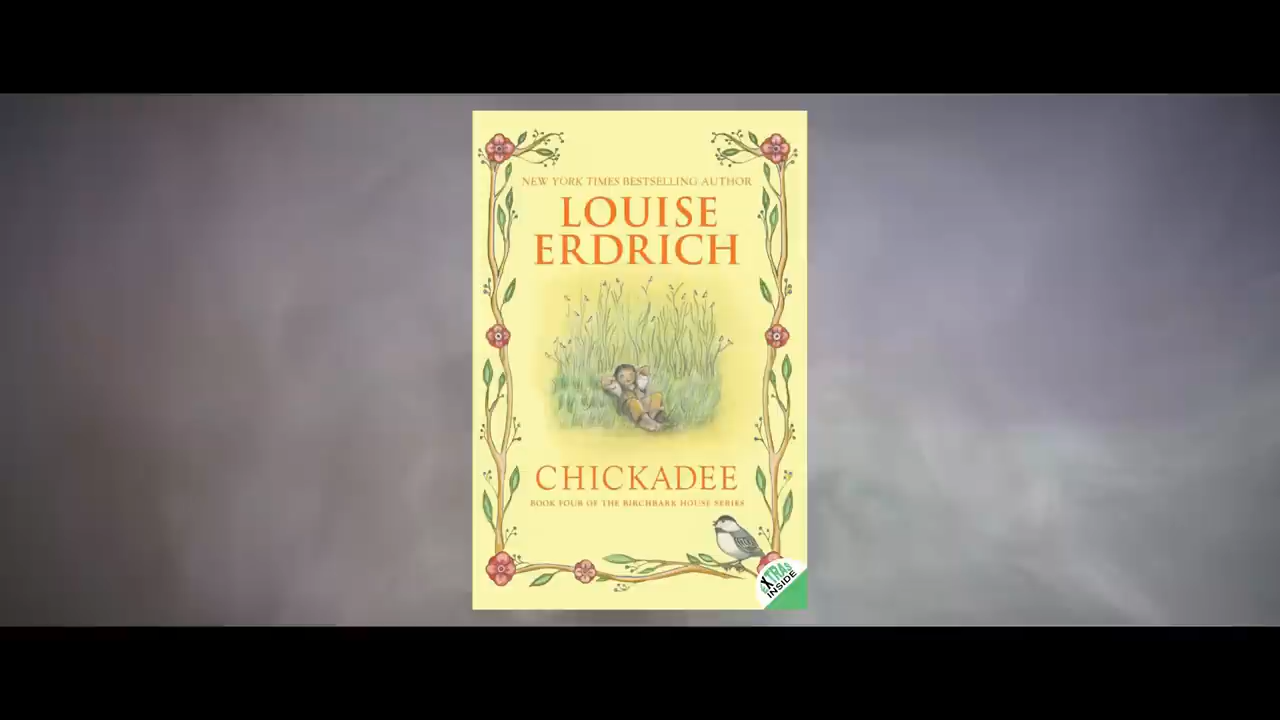 NEW YORK TIMES BESTSELLING AUTHOR
LOUISE
ERDRICH
CHICKADEE
BOOK FOUR OF THE BIRCHBARK HOUSE SERIES
EXTRAS
INSIDE